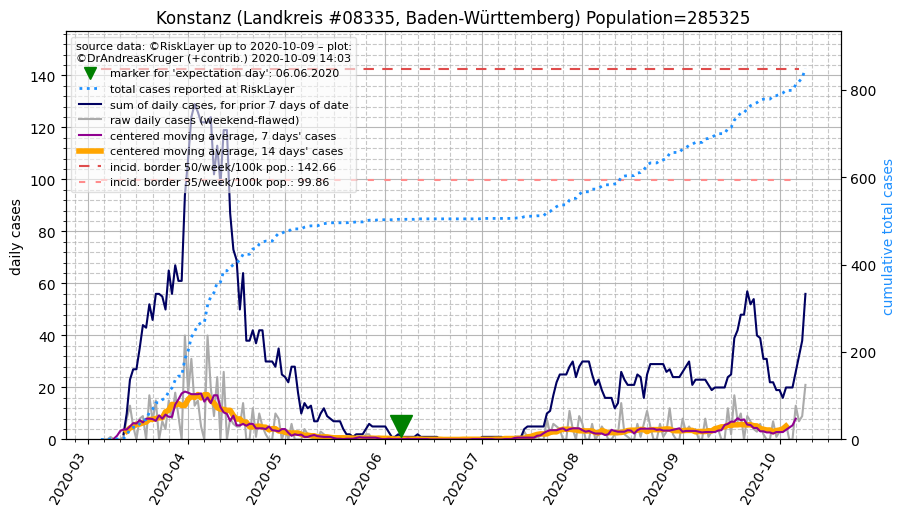 Konstanz (Landkreis #08335, Baden-Württemberg) Population=285325
source data: ©RiskLayer up to 2020-10-09 – plot:
©DrAndreasKruger (+contrib.) 2020-10-09 14:03
marker for 'expectation day': 06.06.2020
total cases reported at RiskLayer
sum of daily cases, for prior 7 days of date
raw daily cases (weekend-flawed)
centered moving average, 7 days' cases
centered moving average, 14 days' cases
incid. border 50/week/100k pop.: 142.66
incid. border 35/week/100k pop.: 99.86
daily cases
140
120
100
80
60
40
20
0
cumulative total cases
800
600
400
200
0
2020-03
2020-04
2020-05
2020-06
2020-07
2020-08
2020-09
2020-10